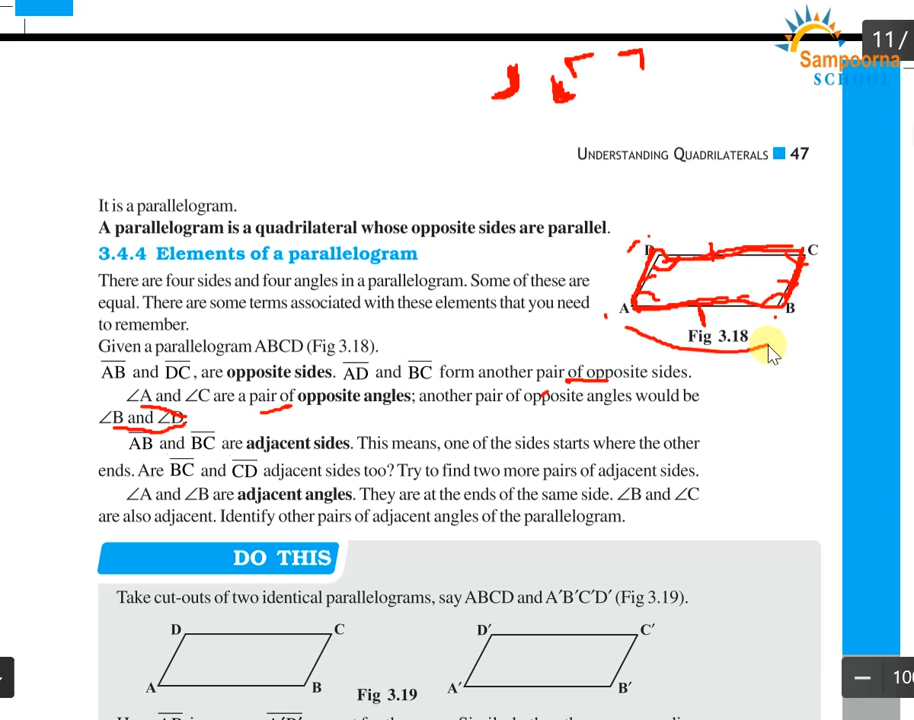 Sampoorna
SCHOOL
11 /
UNDERSTANDING QUADRILATERALS 47
It is a parallelogram.
A parallelogram is a quadrilateral whose opposite sides are parallel.
3.4.4 Elements of a parallelogram
There are four sides and four angles in a parallelogram. Some of these are
equal. There are some terms associated with these elements that you need
to remember.
Given a parallelogram ABCD (Fig 3.18).
D C
A B
Fig 3.18
AB and DC, are opposite sides. AD and BC form another pair of opposite sides.
∠A and ∠C are a pair of opposite angles; another pair of opposite angles would be
∠B and ∠D.
AB and BC are adjacent sides. This means, one of the sides starts where the other
ends. Are BC and CD adjacent sides too? Try to find two more pairs of adjacent sides.
∠A and ∠B are adjacent angles. They are at the ends of the same side. ∠B and ∠C
are also adjacent. Identify other pairs of adjacent angles of the parallelogram.
DO THIS
Take cut-outs of two identical parallelograms, say ABCD and A′B′C′D′ (Fig 3.19).
D C D′ C′
A B Fig 3.19 A′ B′
10